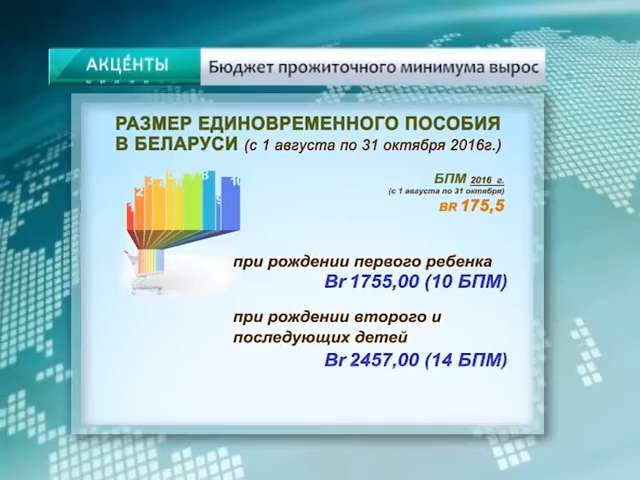 АКЦЕ́НТЫ
Бюджет прожиточного минимума вырос
РАЗМЕР ЕДИНОВРЕМЕННОГО ПОСОБИЯ
В БЕЛАРУСИ (с 1 августа по 31 октября 2016г.)
БПМ 2016 г.
(с 1 августа по 31 октября)
BR 175,5
при рождении первого ребенка
Br 1755,00 (10 БПМ)
при рождении второго и
последующих детей
Br 2457,00 (14 БПМ)